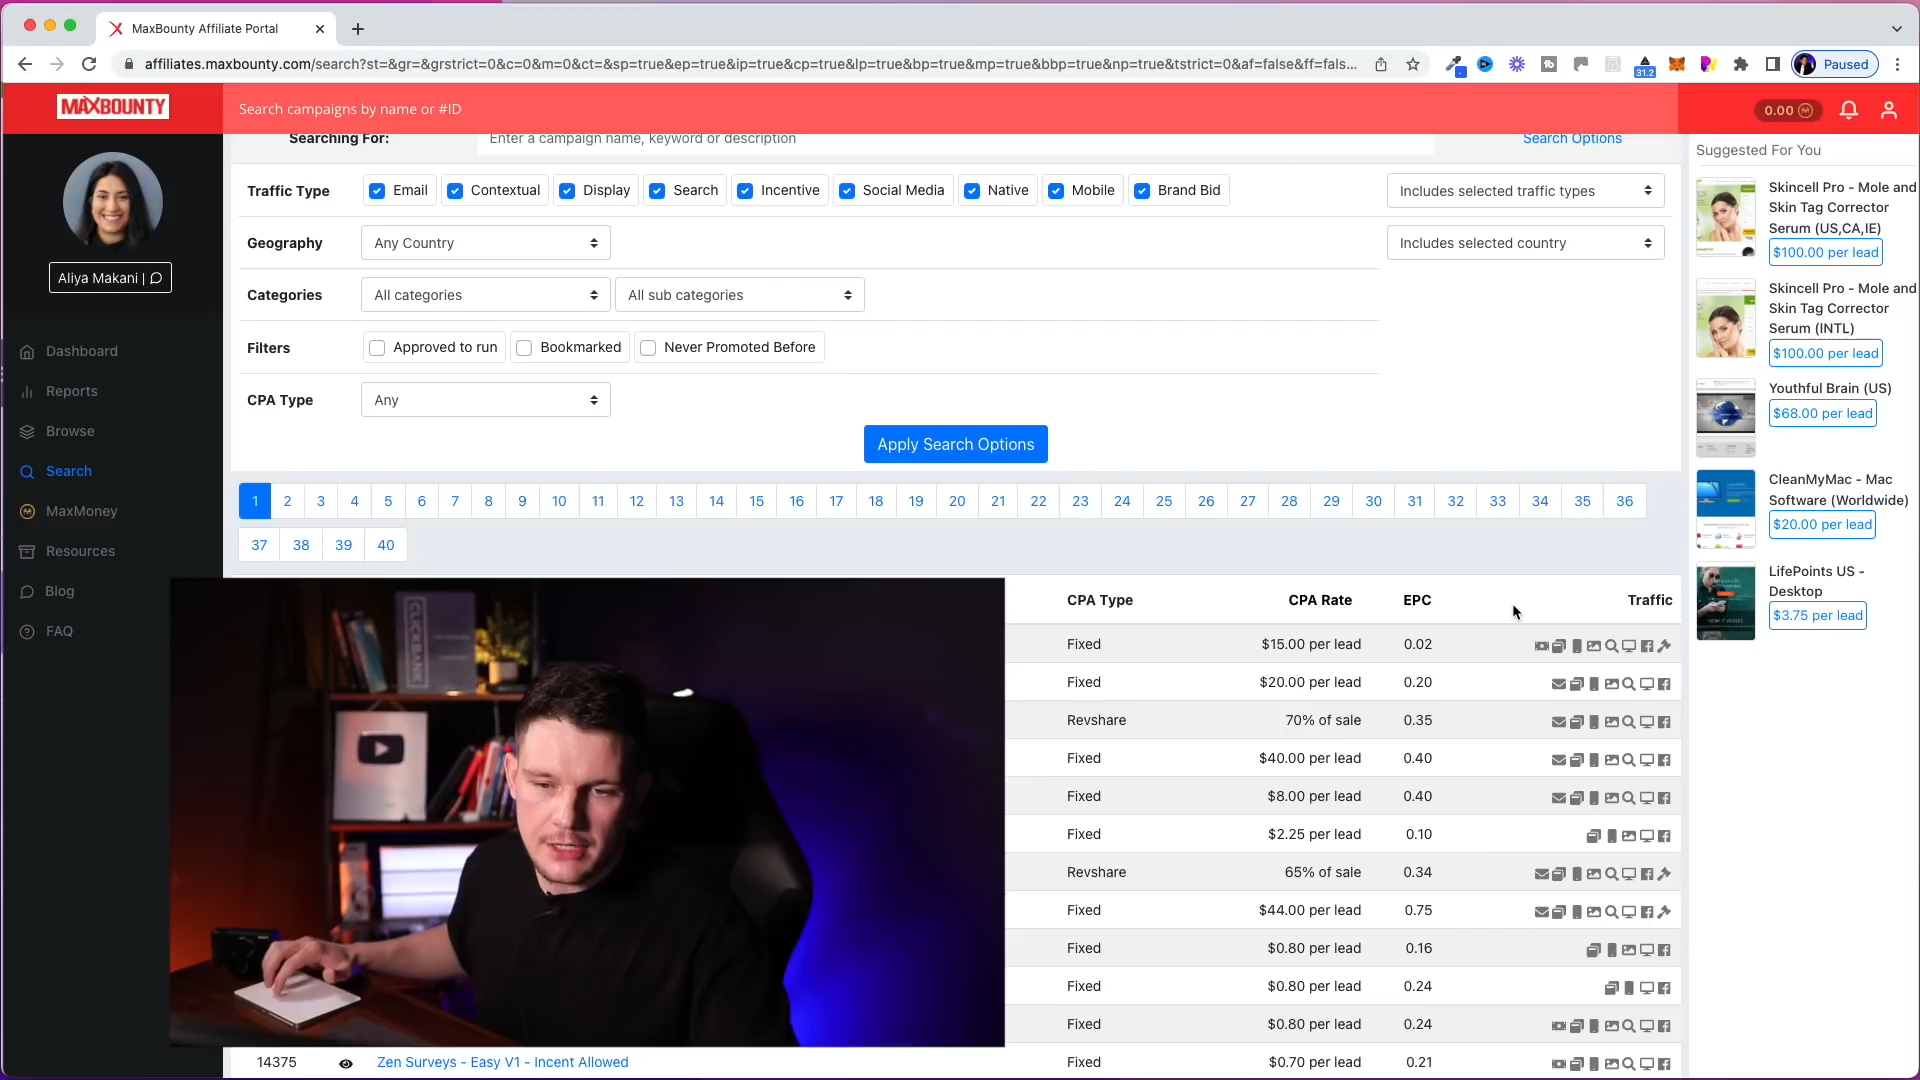 MaxBounty Affiliate Portal
affiliates.maxbounty.com/search?st=&gr=&grstrict=0&c=0&m=0&ct=&sp=true&ep=true&ip=true&cp=true&lp=true&bp=true&mp=true&bbp=true&np=true&tstrict=0&af=false&ff=fals...
31.2
Paused
MAXBOUNTY
Search campaigns by name or #ID
0.00
Searching For:
Enter a campaign name, keyword or description
Search Options
Traffic Type
Email
Contextual
Display
Search
Incentive
Social Media
Native
Mobile
Brand Bid
Includes selected traffic types
Geography
Any Country
Includes selected country
Categories
All categories
All sub categories
Filters
Approved to run
Bookmarked
Never Promoted Before
CPA Type
Any
Apply Search Options
Aliya Makani |
Dashboard
Reports
Browse
Search
MaxMoney
Resources
Blog
FAQ
1 2 3 4 5 6 7 8 9 10 11 12 13 14 15 16 17 18 19 20 21 22 23 24 25 26 27 28 29 30 31 32 33 34 35 36
37 38 39 40
CPA Type CPA Rate EPC Traffic
Fixed $15.00 per lead 0.02
Fixed $20.00 per lead 0.20
Revshare 70% of sale 0.35
Fixed $40.00 per lead 0.40
Fixed $8.00 per lead 0.40
Fixed $2.25 per lead 0.10
Revshare 65% of sale 0.34
Fixed $44.00 per lead 0.75
Fixed $0.80 per lead 0.16
Fixed $0.80 per lead 0.24
Fixed $0.80 per lead 0.24
14375 Zen Surveys - Easy V1 - Incent Allowed Fixed $0.70 per lead 0.21
CLICKBANK
Suggested For You
Skincell Pro - Mole and
Skin Tag Corrector
Serum (US,CA,IE)
$100.00 per lead
Skincell Pro - Mole and
Skin Tag Corrector
Serum (INTL)
$100.00 per lead
Youthful Brain (US)
$68.00 per lead
CleanMyMac - Mac
Software (Worldwide)
$20.00 per lead
LifePoints US -
Desktop
$3.75 per lead